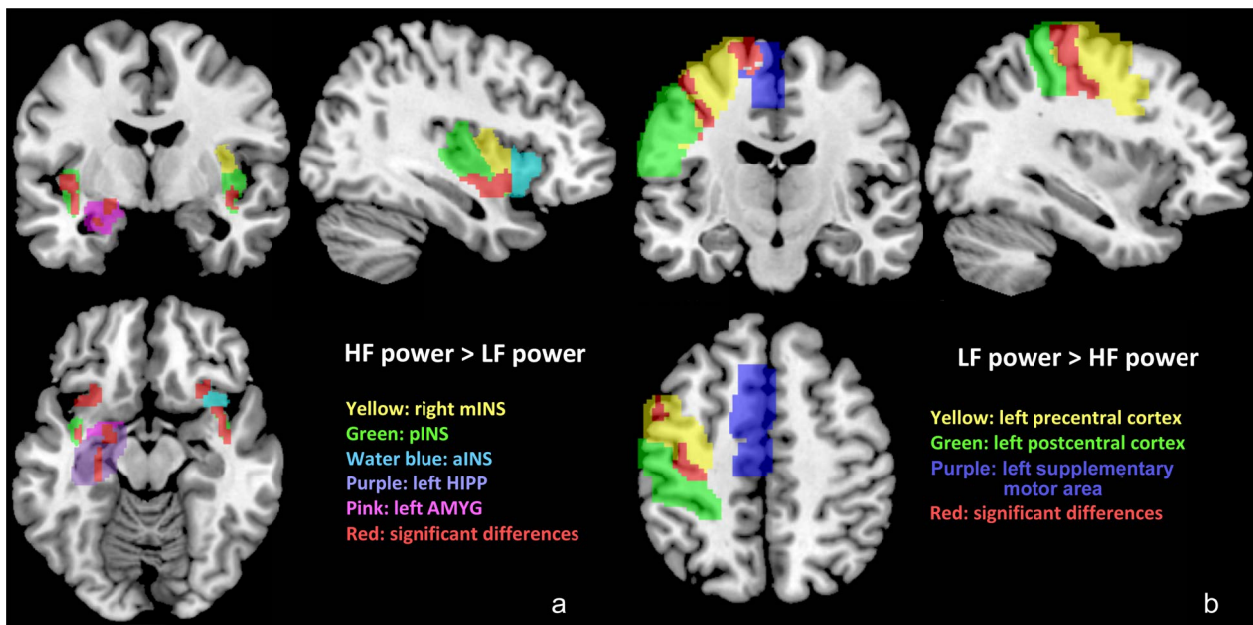 HF power > LF power
Yellow: right mINS
Green: pINS
Water blue: aINS
Purple: left HIPP
Pink: left AMYG
Red: significant differences
a
LF power > HF power
Yellow: left precentral cortex
Green: left postcentral cortex
Purple: left supplementary
motor area
Red: significant differences
b